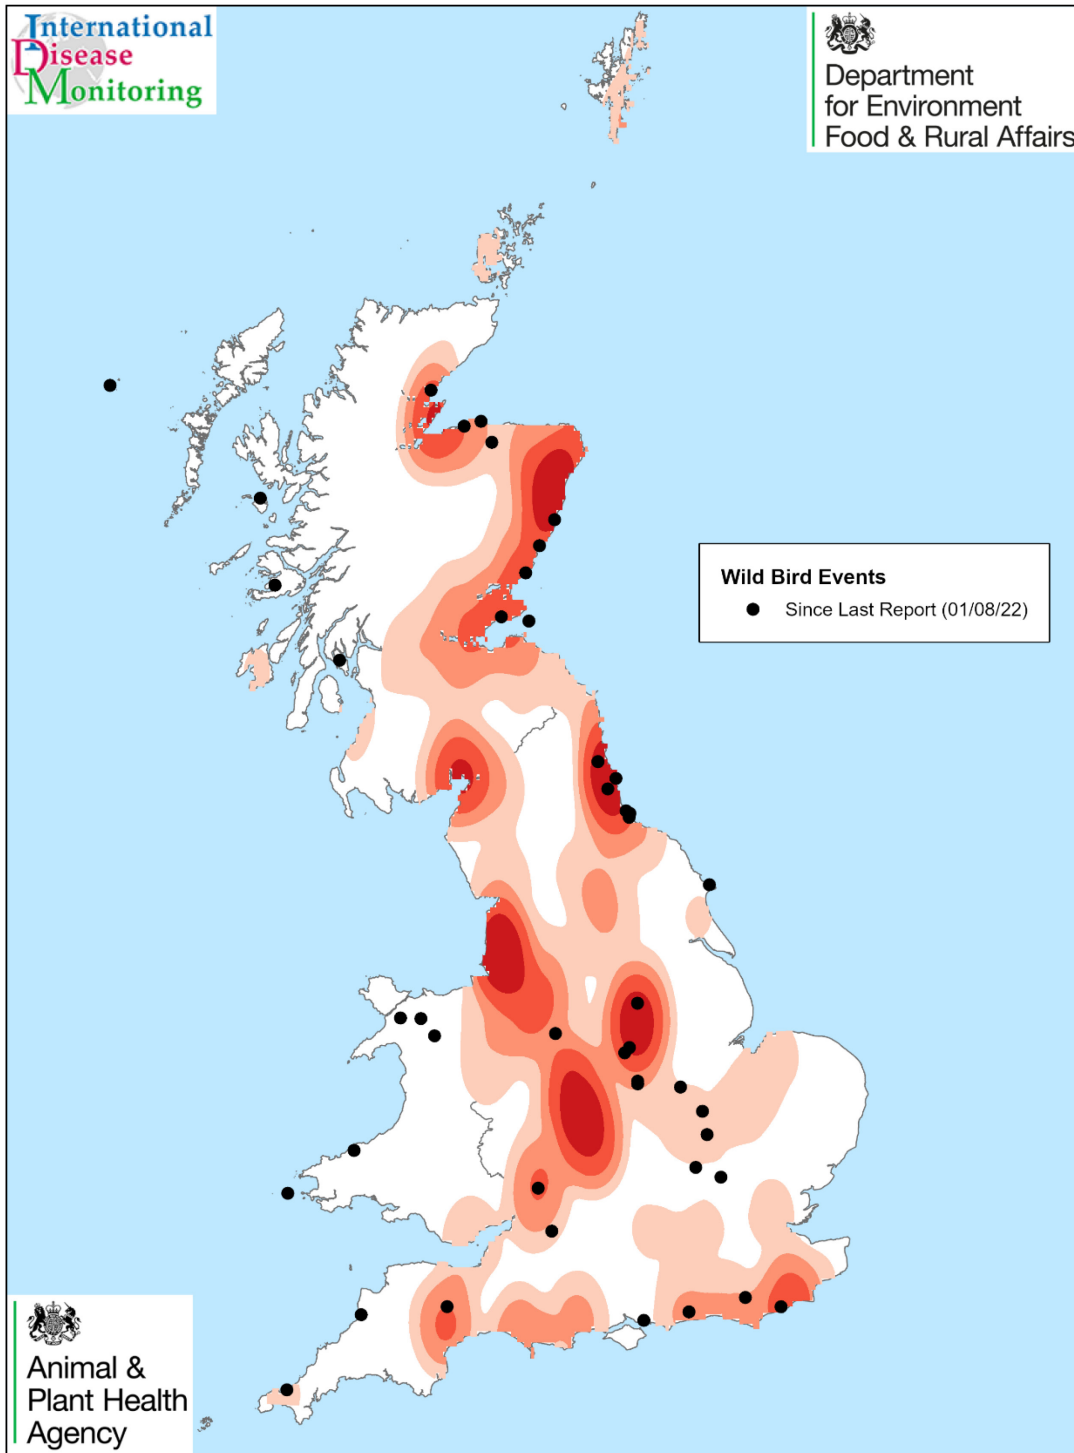 International
Disease
Monitoring
Department
for Environment
Food & Rural Affairs
Wild Bird Events
Since Last Report (01/08/22)
Animal &
Plant Health
Agency